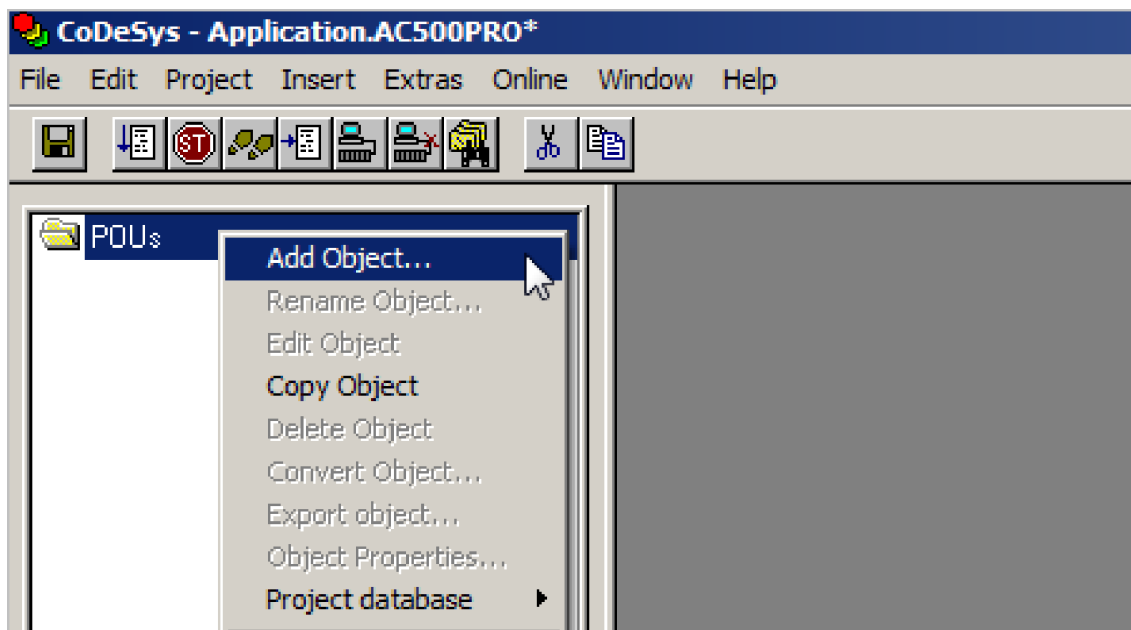 CoDeSys - Application.AC500PRO*
File Edit Project Insert Extras Online Window Help
ST
POUs
Add Object...
Rename Object...
Edit Object
Copy Object
Delete Object
Convert Object...
Export object...
Object Properties...
Project database